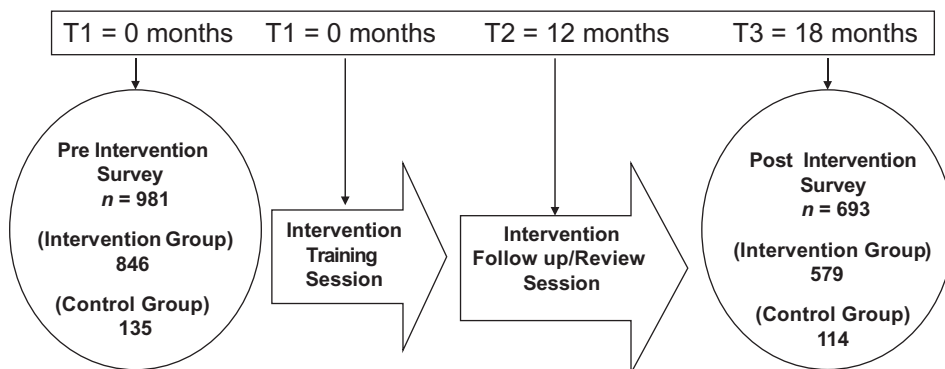 T1 = 0 months T1 = 0 months T2 = 12 months T3 = 18 months
Pre Intervention
Survey
n = 981
(Intervention Group)
846
(Control Group)
135
Intervention
Training
Session
Intervention
Follow up/Review
Session
Post Intervention
Survey
n = 693
(Intervention Group)
579
(Control Group)
114